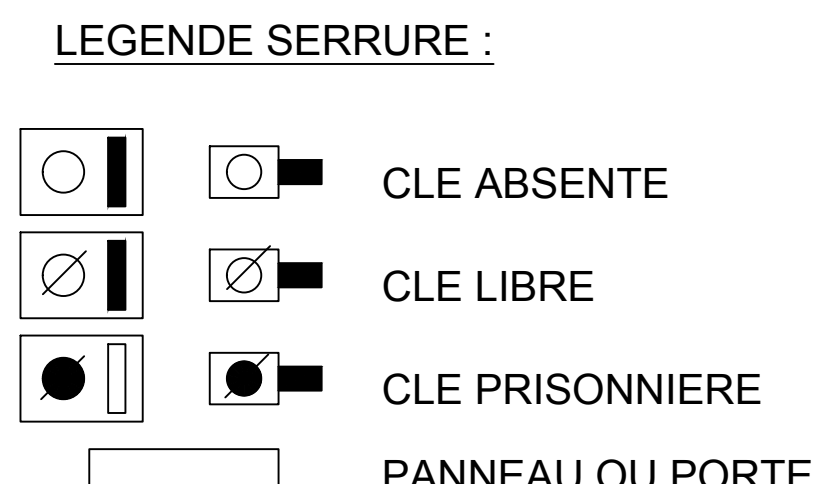 LEGENDE SERRURE :
CLE ABSENTE
CLE LIBRE
CLE PRISONNIERE
PANNEAU OU PORTE